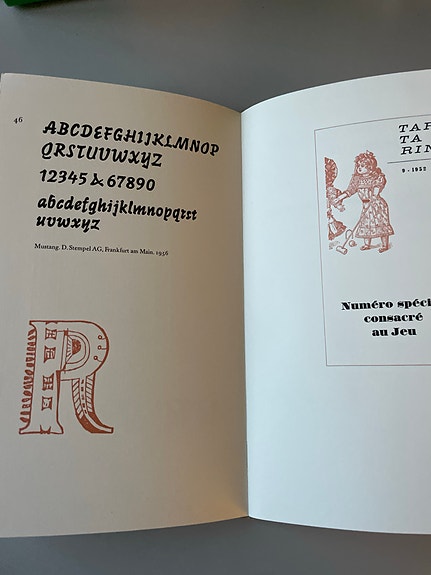 46
ABCDEFGHIJKLMNOP
QRSTUVWXYZ
12345 & 67890
abcdefghijklmnopqrst
uvwxyz
Mustang. D. Stempel AG, Frankfurt am Main. 1956
R
TAR
TA
RIN
9 - 1952
Numéro spéci
consacré
au Jeu